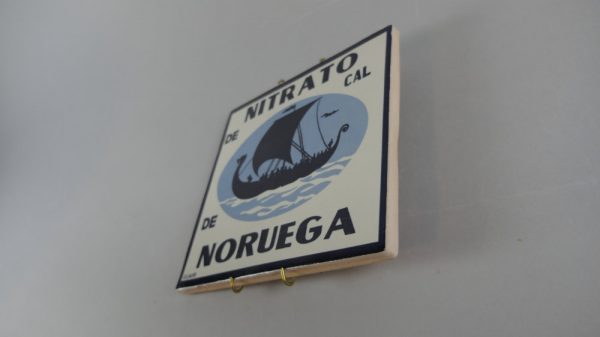 NITRATO
DE CAL
DE
NORUEGA